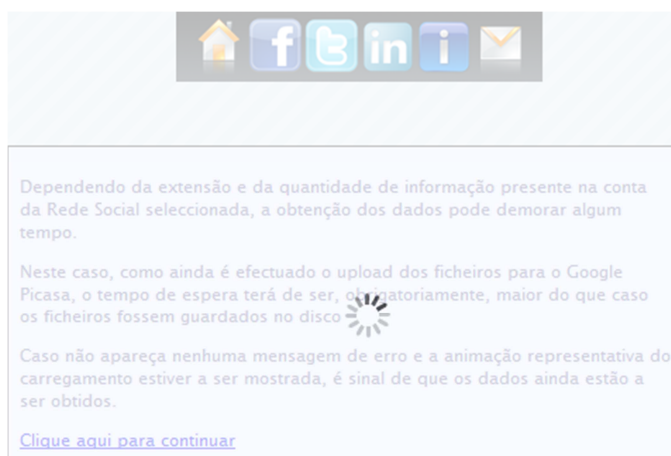 Dependendo da extensão e da quantidade de informação presente na conta
da Rede Social seleccionada, a obtenção dos dados pode demorar algum
tempo.
Neste caso, como ainda é efectuado o upload dos ficheiros para o Google
Picasa, o tempo de espera terá de ser, obrigatoriamente, maior do que caso
os ficheiros fossem guardados no disco
Caso não apareça nenhuma mensagem de erro e a animação representativa do
carregamento estiver a ser mostrada, é sinal de que os dados ainda estão a
ser obtidos.
Clique aqui para continuar